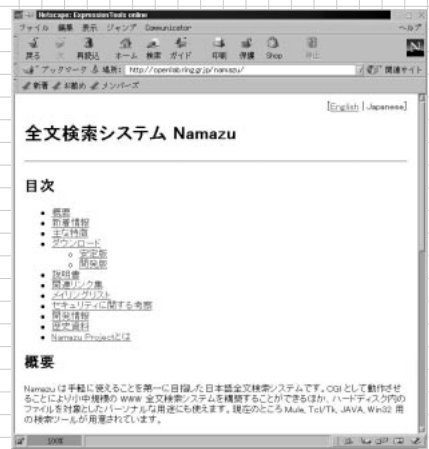 Netscape: ExpressionTools online
ファイル 編集 表示 ジャンプ Communicator ヘルプ
戻る 再読込 ホーム 検索 ガイド 印刷 保護 Shop 停止
ブックマーク & 場所: http://openlab.ring.gr.jp/namazu/ 関連サイト
新着 お勧め メンバーズ
[English | Japanese]
全文検索システム Namazu
目次
概要
新着情報
主な特徴
ダウンロード
安定版
開発版
説明書
関連リンク集
メイリングリスト
セキュリティに関する考察
開発情報
歴史資料
Namazu Projectとは
概要
Namazu は手軽に使えることを第一に目指した日本語全文検索システムです。CGI として動作させ
ることにより小中規模の WWW 全文検索システムを構築することができるほか、ハードディスク内の
ファイルを対象としたパーソナルな用途にも使えます。現在のところ Mule, Tcl/Tk, JAVA, Win32 用
の検索ツールが用意されています。
100%